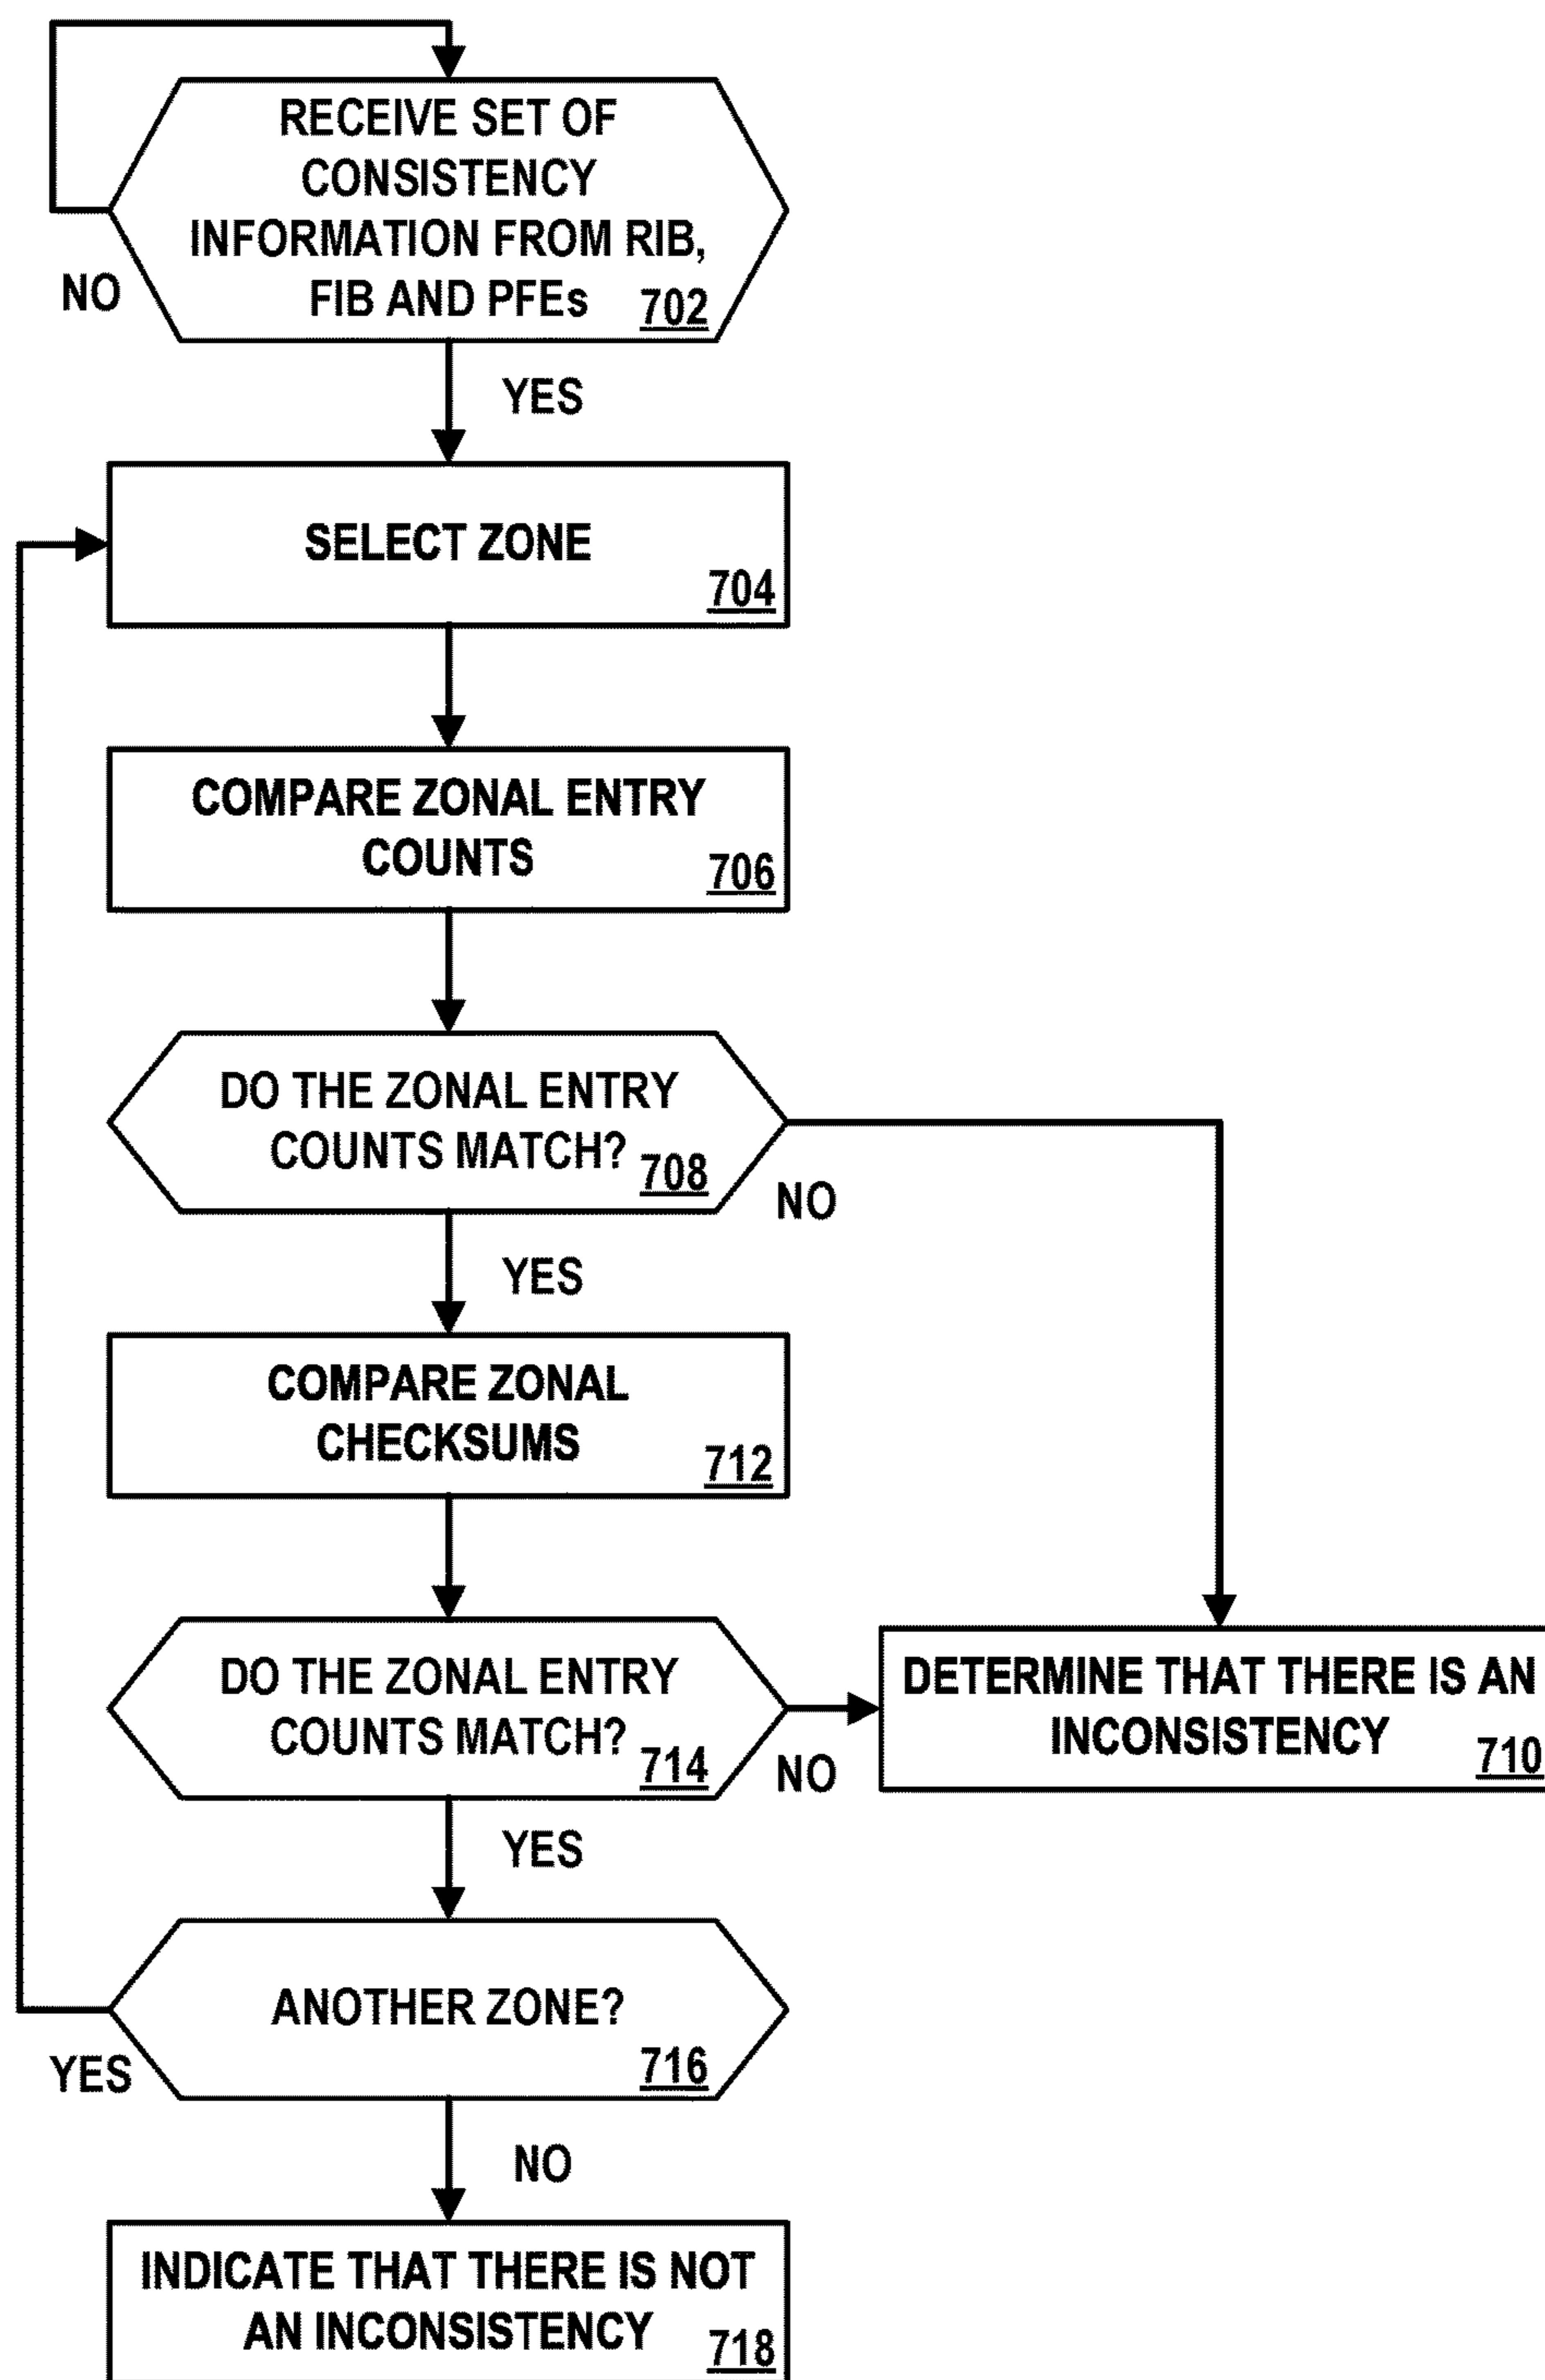 RECEIVE SET OF
CONSISTENCY
INFORMATION FROM RIB,
FIB AND PFEs 702
NO
YES
SELECT ZONE
704
COMPARE ZONAL ENTRY
COUNTS
706
DO THE ZONAL ENTRY
COUNTS MATCH? 708
NO
YES
COMPARE ZONAL
CHECKSUMS
712
DO THE ZONAL ENTRY
COUNTS MATCH?
714
NO
DETERMINE THAT THERE IS AN
INCONSISTENCY
710
YES
ANOTHER ZONE?
716
YES
NO
INDICATE THAT THERE IS NOT
AN INCONSISTENCY
718